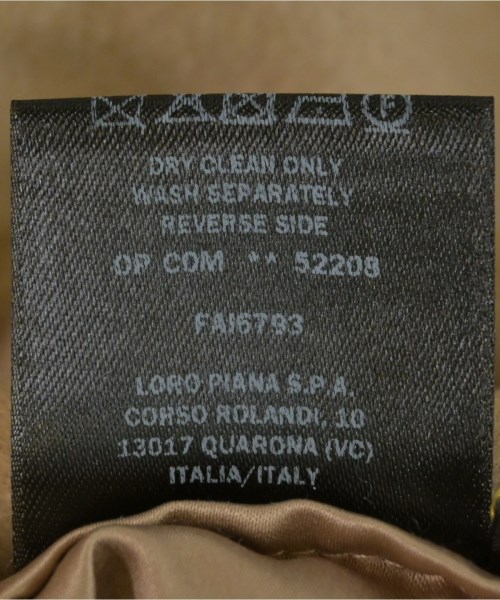 F
DRY CLEAN ONLY
WASH SEPARATELY
REVERSE SIDE
OP COM ** 52208
FAI6793
LORO PIANA S.P.A.
CORSO ROLANDI, 10
13017 QUARONA (VC)
ITALIA/ITALY